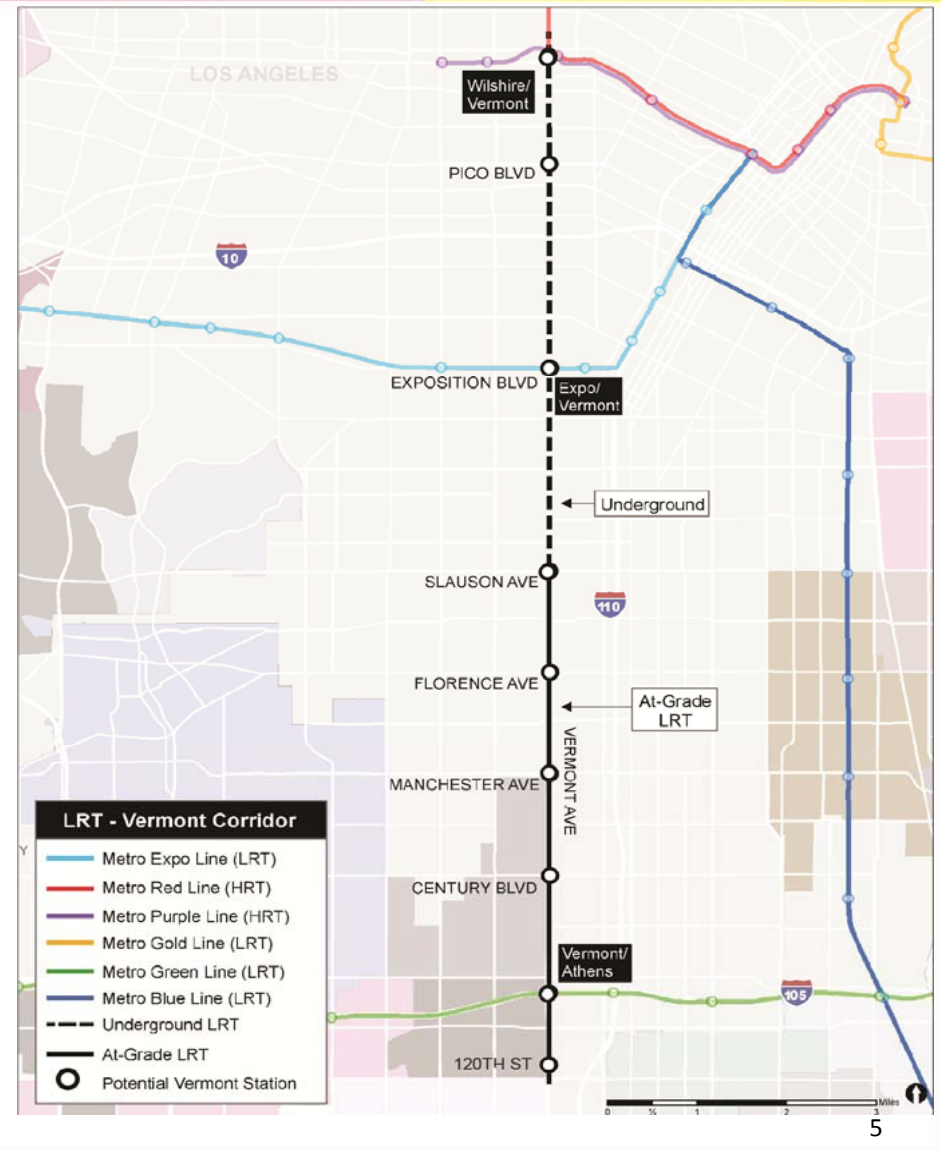 LOS ANGELES
Wilshire/
Vermont
PICO BLVD
10
EXPOSITION BLVD
Expo/
Vermont
Underground
SLAUSON AVE
110
FLORENCE AVE
At-Grade
LRT
VERMONT AVE
MANCHESTER AVE
CENTURY BLVD
Vermont/
Athens
105
120TH ST
Y
LRT - Vermont Corridor
Metro Expo Line (LRT)
Metro Red Line (HRT)
Metro Purple Line (HRT)
Metro Gold Line (LRT)
Metro Green Line (LRT)
Metro Blue Line (LRT)
Underground LRT
At-Grade LRT
Potential Vermont Station
0 ½ 1 2 3 Miles
5